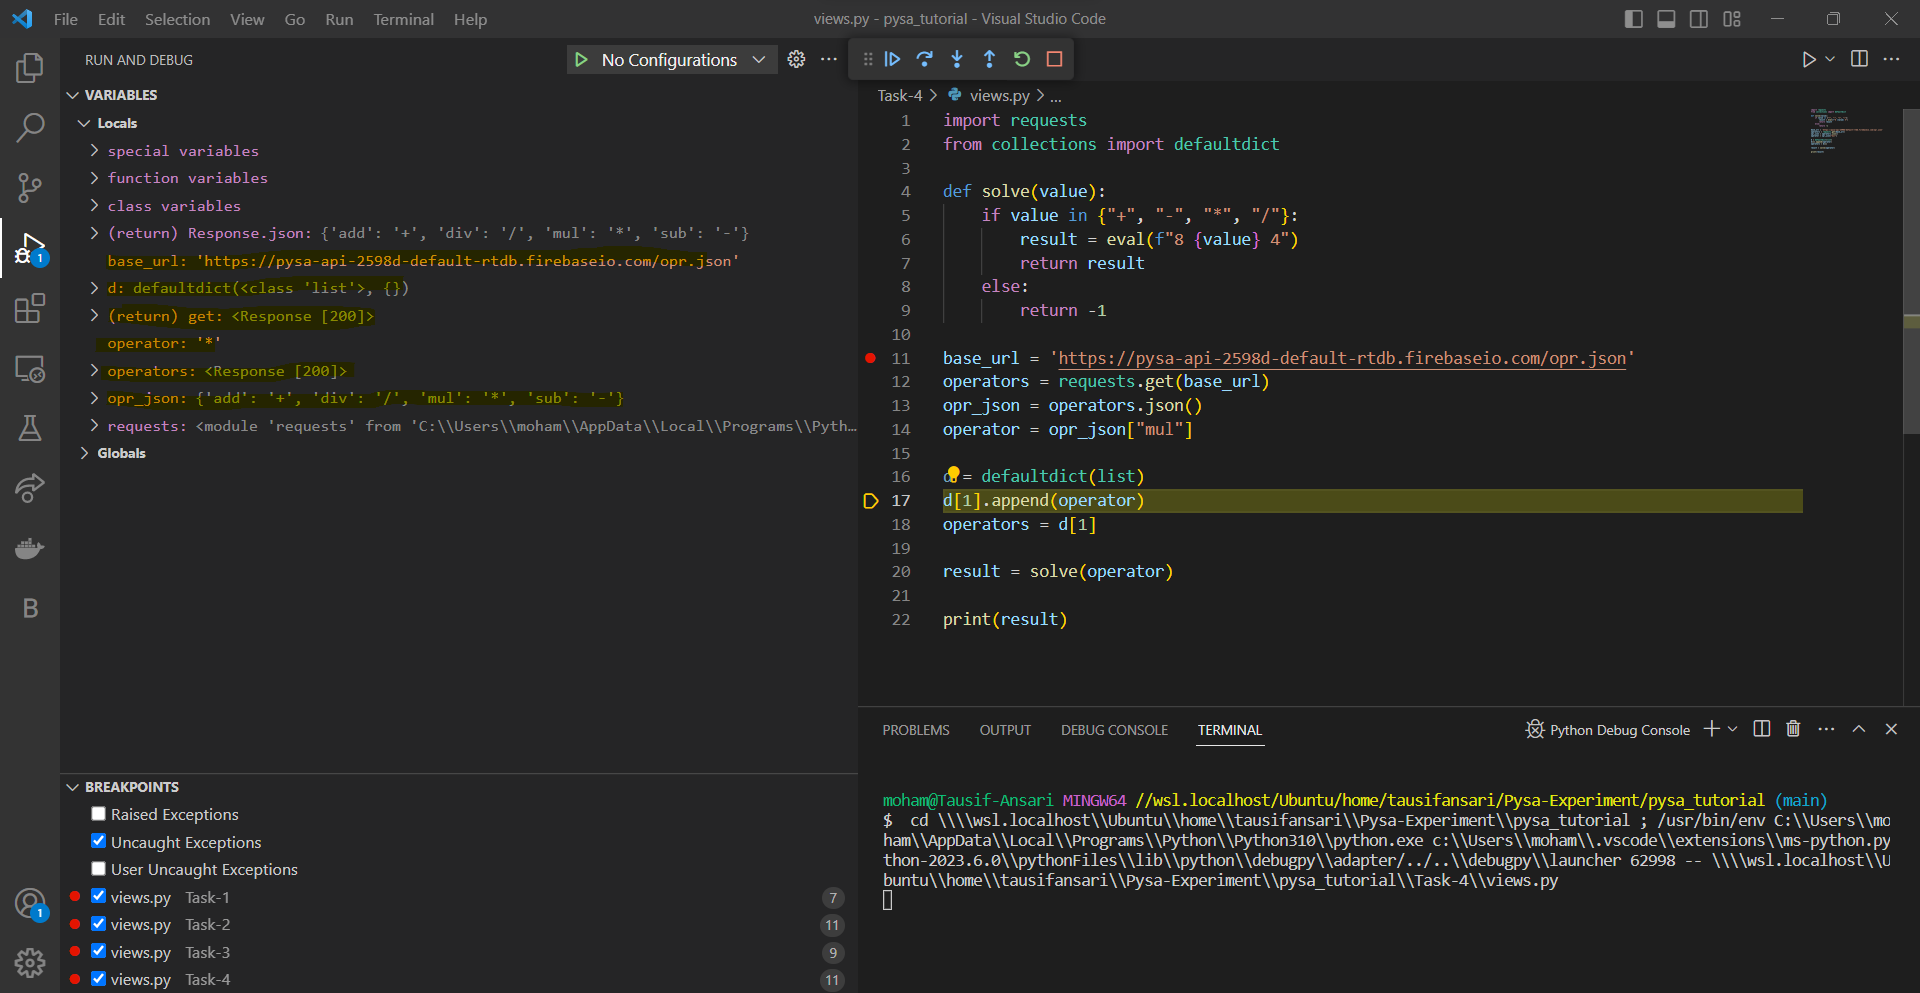 File Edit Selection View Go Run Terminal Help
views.py - pysa_tutorial - Visual Studio Code
RUN AND DEBUG
No Configurations
VARIABLES
Locals
special variables
function variables
class variables
(return) Response.json: {'add': '+', 'div': '/', 'mul': '*', 'sub': '-'}
base_url: 'https://pysa-api-2598d-default-rtdb.firebaseio.com/opr.json'
d: defaultdict(<class 'list'>, {})
(return) get: <Response [200]>
operator: '*'
operators: <Response [200]>
opr_json: {'add': '+', 'div': '/', 'mul': '*', 'sub': '-'}
requests: <module 'requests' from 'C:\\Users\\moham\\AppData\\Local\\Programs\\Pyth…
Globals
1
B
1
BREAKPOINTS
Raised Exceptions
Uncaught Exceptions
User Uncaught Exceptions
views.py Task-1 7
views.py Task-2 11
views.py Task-3 9
views.py Task-4 11
Task-4 > views.py > ...
1 import requests
2 from collections import defaultdict
3
4 def solve(value):
5 if value in {"+", "-", "*", "/"}:
6 result = eval(f"8 {value} 4")
7 return result
8 else:
9 return -1
10
11 base_url = 'https://pysa-api-2598d-default-rtdb.firebaseio.com/opr.json'
12 operators = requests.get(base_url)
13 opr_json = operators.json()
14 operator = opr_json["mul"]
15
16 d = defaultdict(list)
17 d[1].append(operator)
18 operators = d[1]
19
20 result = solve(operator)
21
22 print(result)
PROBLEMS OUTPUT DEBUG CONSOLE TERMINAL
Python Debug Console
moham@Tausif-Ansari MINGW64 //wsl.localhost/Ubuntu/home/tausifansari/Pysa-Experiment/pysa_tutorial (main)
$ cd \\\\wsl.localhost\\Ubuntu\\home\\tausifansari\\Pysa-Experiment\\pysa_tutorial ; /usr/bin/env C:\\Users\\mo
ham\\AppData\\Local\\Programs\\Python\\Python310\\python.exe c:\\Users\\moham\\.vscode\\extensions\\ms-python.py
thon-2023.6.0\\pythonFiles\\lib\\python\\debugpy\\adapter/../..\\debugpy\\launcher 62998 -- \\\\wsl.localhost\\U
buntu\\home\\tausifansari\\Pysa-Experiment\\pysa_tutorial\\Task-4\\views.py